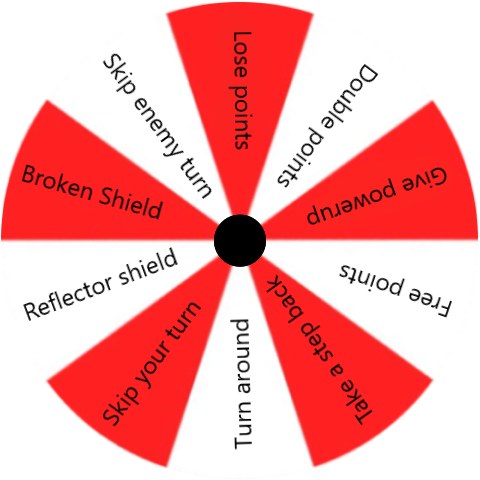 Lose points
Double points
Give powerup
Free points
Take a step back
Turn around
Skip your turn
Reflector shield
Broken Shield
Skip enemy turn